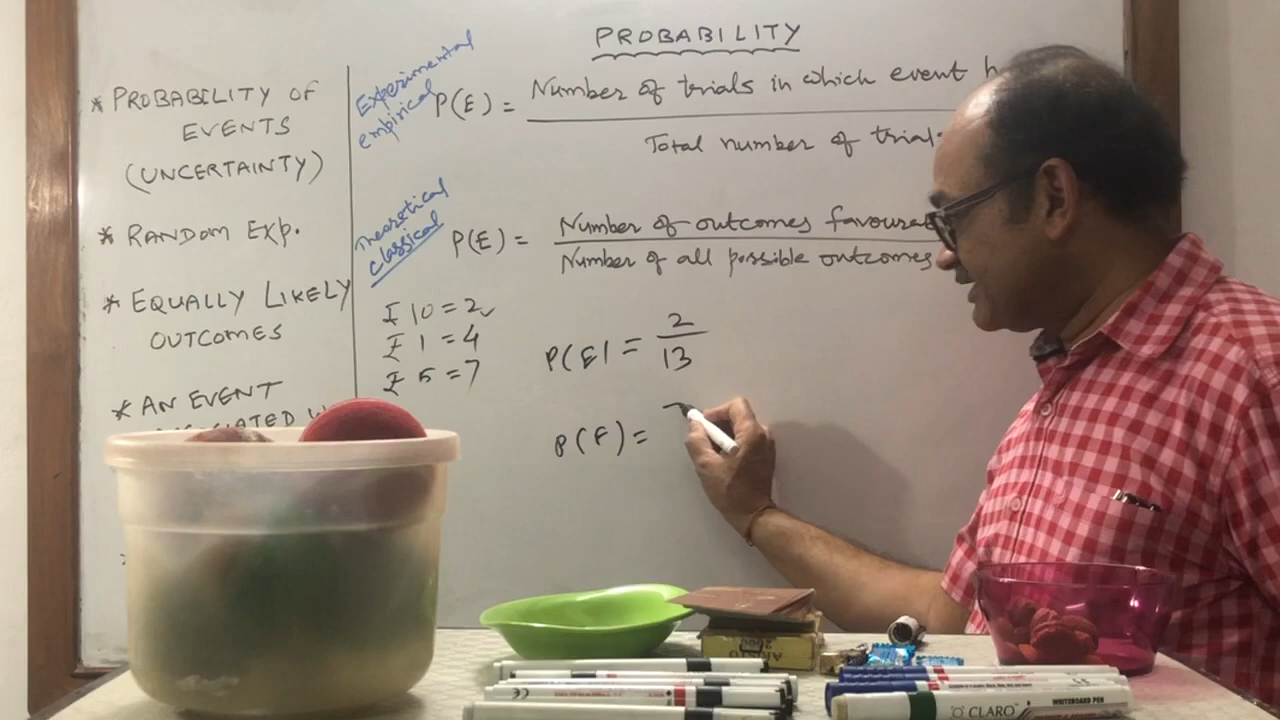 PROBABILITY
* PROBABILITY OF
EVENTS
(UNCERTAINTY)
* RANDOM EXP.
* EQUALLY LIKELY
OUTCOMES
* AN EVENT
Experimental
empirical
P(E) = Number of trials in which event
Total number of
Theoretical
classical
P(E) = Number of outcomes
Number of all possible outcomes
₹ 10 = 2
₹ 1 = 4
₹ 5 = 7
P(E) = 2
13
P(F) =
CLARO
WHITEBOARD PEN